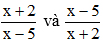 x + 2 / x − 5 và x − 5 / x + 2